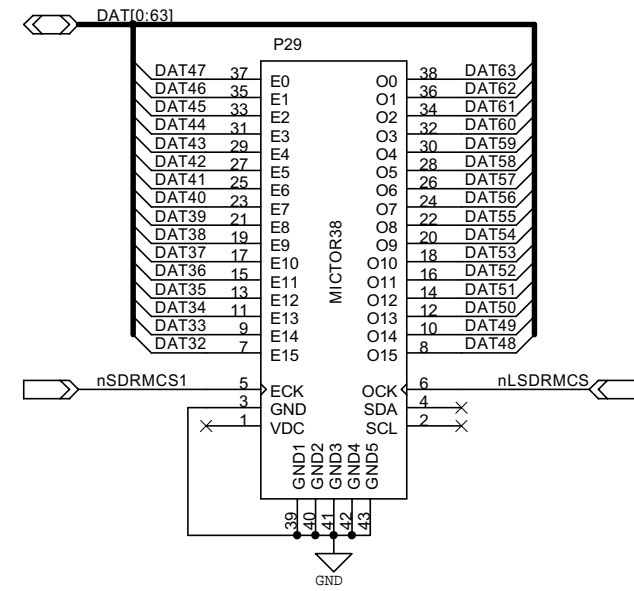 DAT[0:63]
P29
DAT47 37 E0 O0 38 DAT63
DAT46 35 E1 O1 36 DAT62
DAT45 33 E2 O2 34 DAT61
DAT44 31 E3 O3 32 DAT60
DAT43 29 E4 O4 30 DAT59
DAT42 27 E5 O5 28 DAT58
DAT41 25 E6 O6 26 DAT57
DAT40 23 E7 O7 24 DAT56
DAT39 21 E8 O8 22 DAT55
DAT38 19 E9 O9 20 DAT54
DAT37 17 E10 O10 18 DAT53
DAT36 15 E11 O11 16 DAT52
DAT35 13 E12 O12 14 DAT51
DAT34 11 E13 O13 12 DAT50
DAT33 9 E14 O14 10 DAT49
DAT32 7 E15 O15 8 DAT48
MICTOR38
nSDRMCS1 5 ECK OCK 6 nLSDRMCS
3 GND SDA 4
1 VDC SCL 2
GND1 GND2 GND3 GND4 GND5
39 40 41 42 43
GND